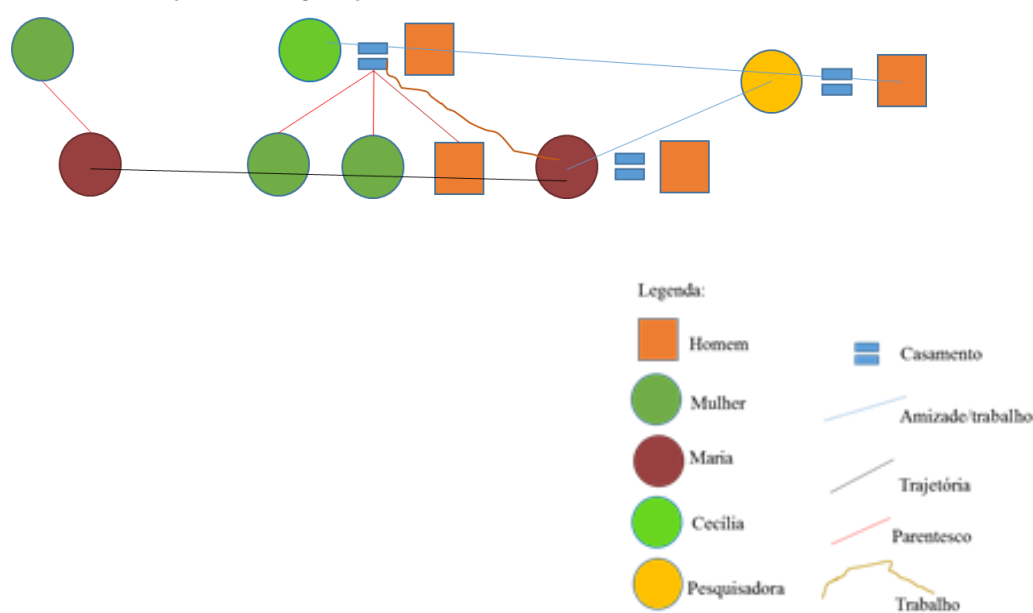 Legenda:
Homem
Mulher
Maria
Cecília
Pesquisadora
Casamento
Amizade/trabalho
Trajetória
Parentesco
Trabalho